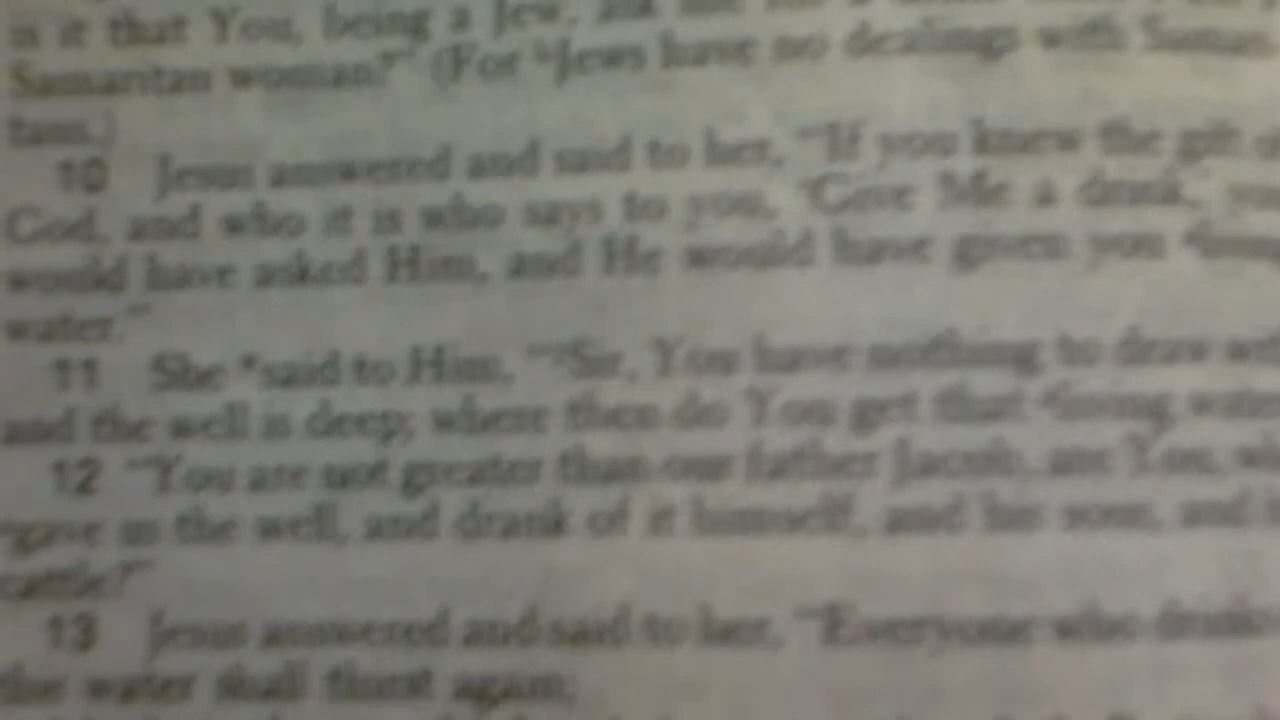 is it that You, being a Jew, ask me for a drink
Samaritan woman?" (For Jews have no dealings with Samari
tans.)
10 Jesus answered and said to her, "If you knew the gift of
God, and who it is who says to you, 'Give Me a drink,' you
would have asked Him, and He would have given you living
water."
11 She *said to Him, "Sir, You have nothing to draw with
and the well is deep; where then do You get that living water
12 "You are not greater than our father Jacob, are You, who
gave us the well, and drank of it himself, and his sons, and
cattle?"
13 Jesus answered and said to her, "Everyone who drinks
the water shall thirst again;